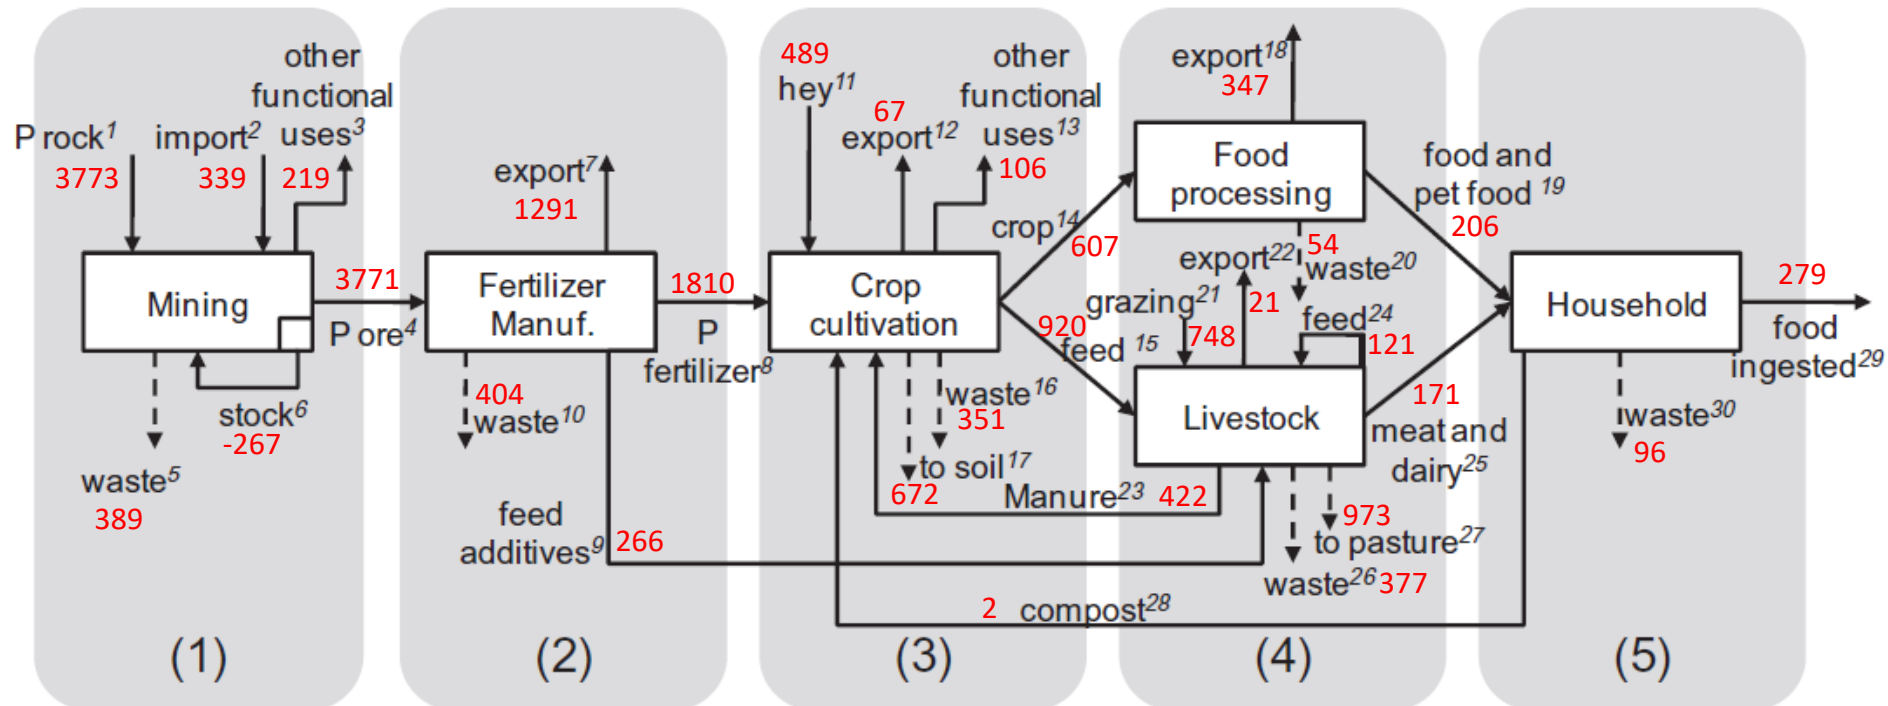 other
functional
uses3
P rock1
3773
import2
339
219
Mining
3771
P ore4
stock6
-267
waste5
389
(1)
export7
1291
Fertilizer
Manuf.
1810
P
fertilizer8
404
waste10
feed
additives9
266
(2)
489
hey11
67
export12
other
functional
uses13
106
Crop
cultivation
crop14
607
920
feed 15
waste16
351
to soil17
672
Manure23
422
2
compost28
(3)
export18
347
Food
processing
54
waste20
export22
21
grazing21
748
feed24
121
Livestock
973
to pasture27
waste26
377
(4)
food and
pet food 19
206
171
meat and
dairy25
Household
279
food
ingested29
waste30
96
(5)